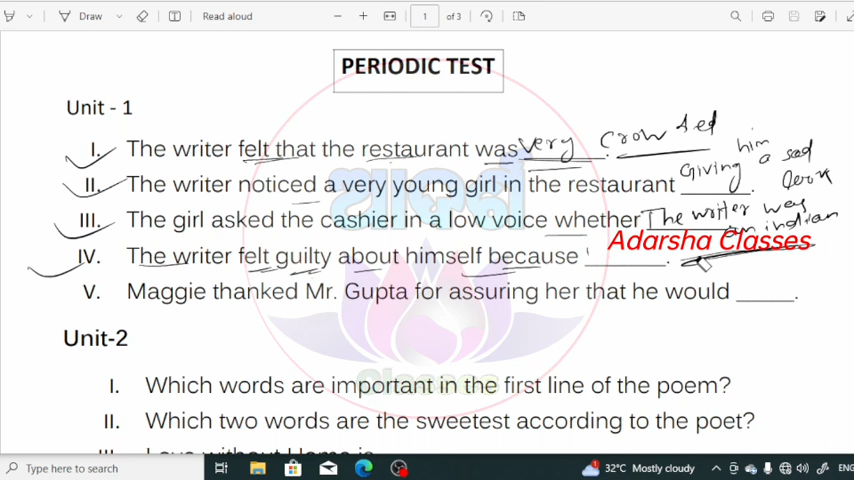 Draw
Read aloud
1
of 3
PERIODIC TEST
Unit - 1
I. The writer felt that the restaurant was very crowded.
II. The writer noticed a very young girl in the restaurant Giving him a sad look.
III. The girl asked the cashier in a low voice whether The writer was an indian
Adarsha Classes
IV. The writer felt guilty about himself because ______.
V. Maggie thanked Mr. Gupta for assuring her that he would _____.
ଆଦର୍ଶ
Classes
Unit-2
I. Which words are important in the first line of the poem?
II. Which two words are the sweetest according to the poet?
Type here to search
32°C Mostly cloudy
ENG